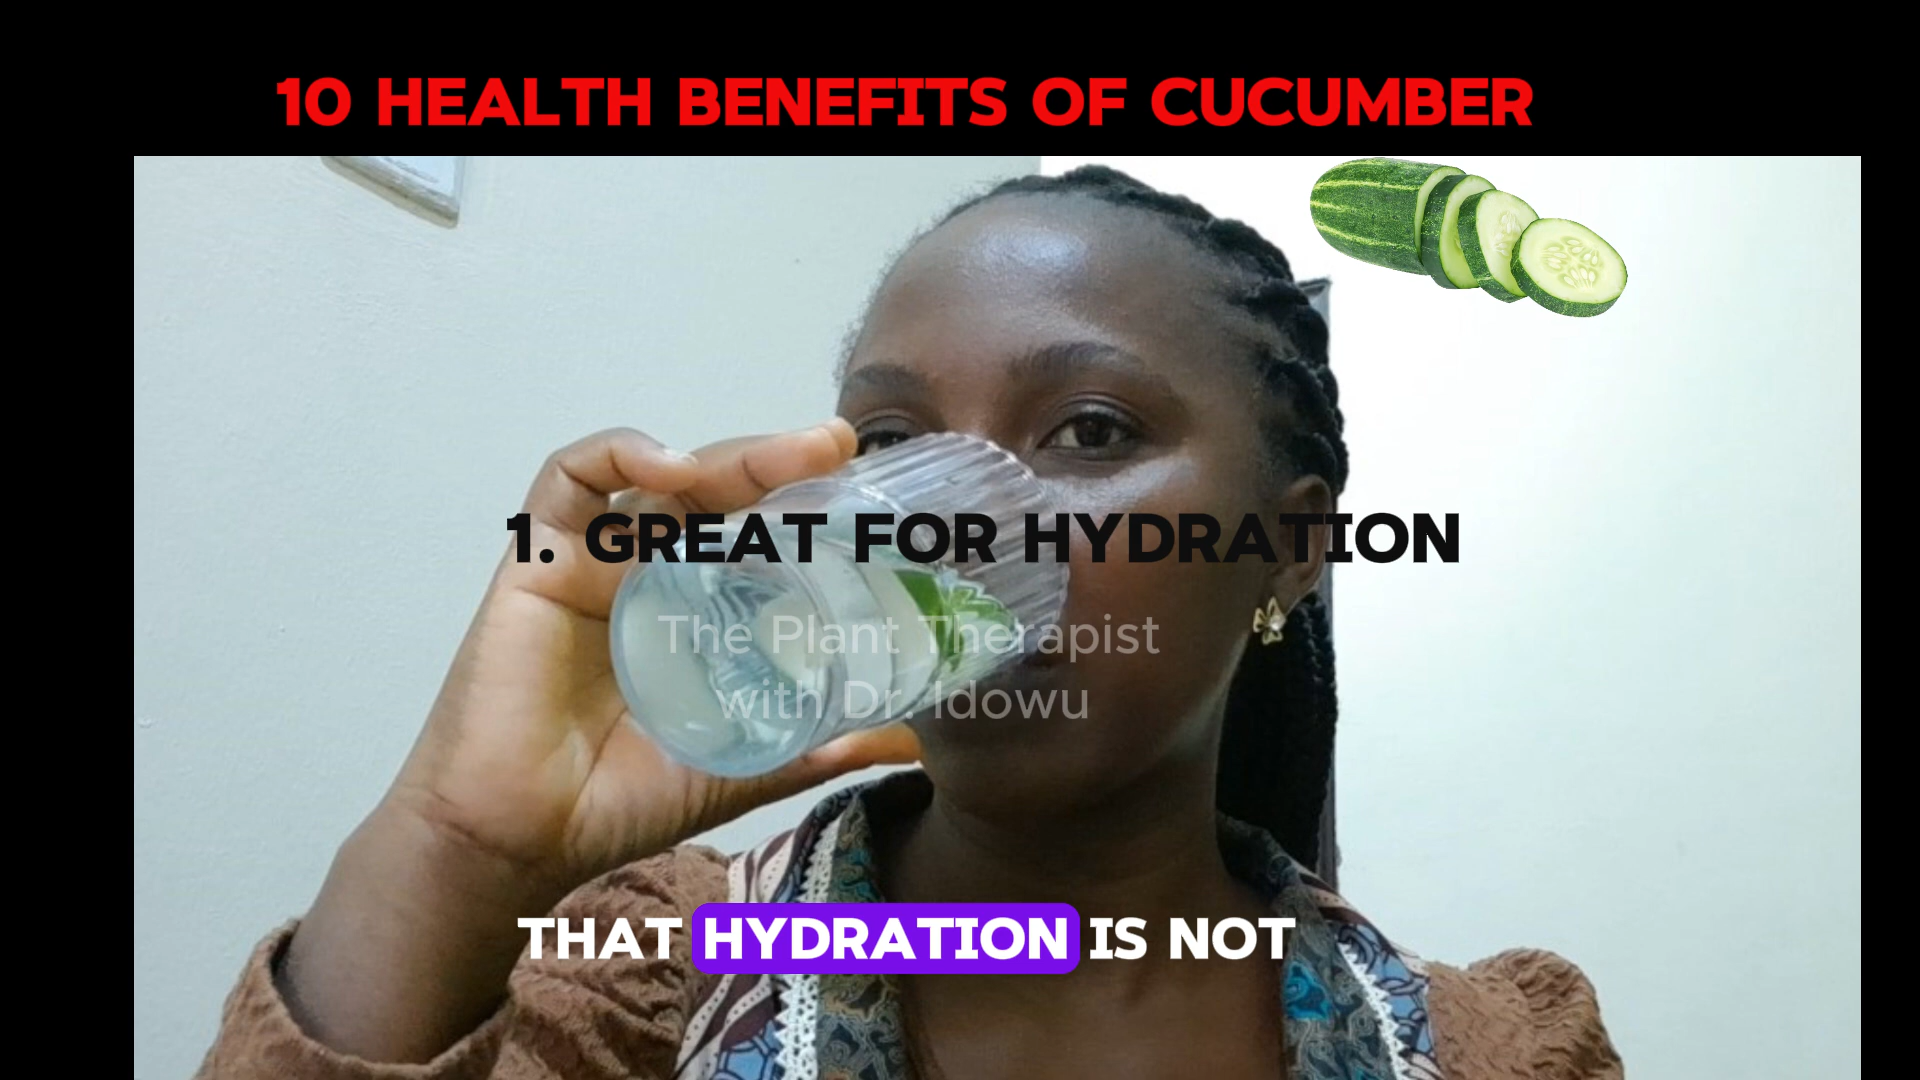 10 HEALTH BENEFITS OF CUCUMBER
1. GREAT FOR HYDRATION
The Plant Therapist
with Dr. Idowu
THAT HYDRATION IS NOT